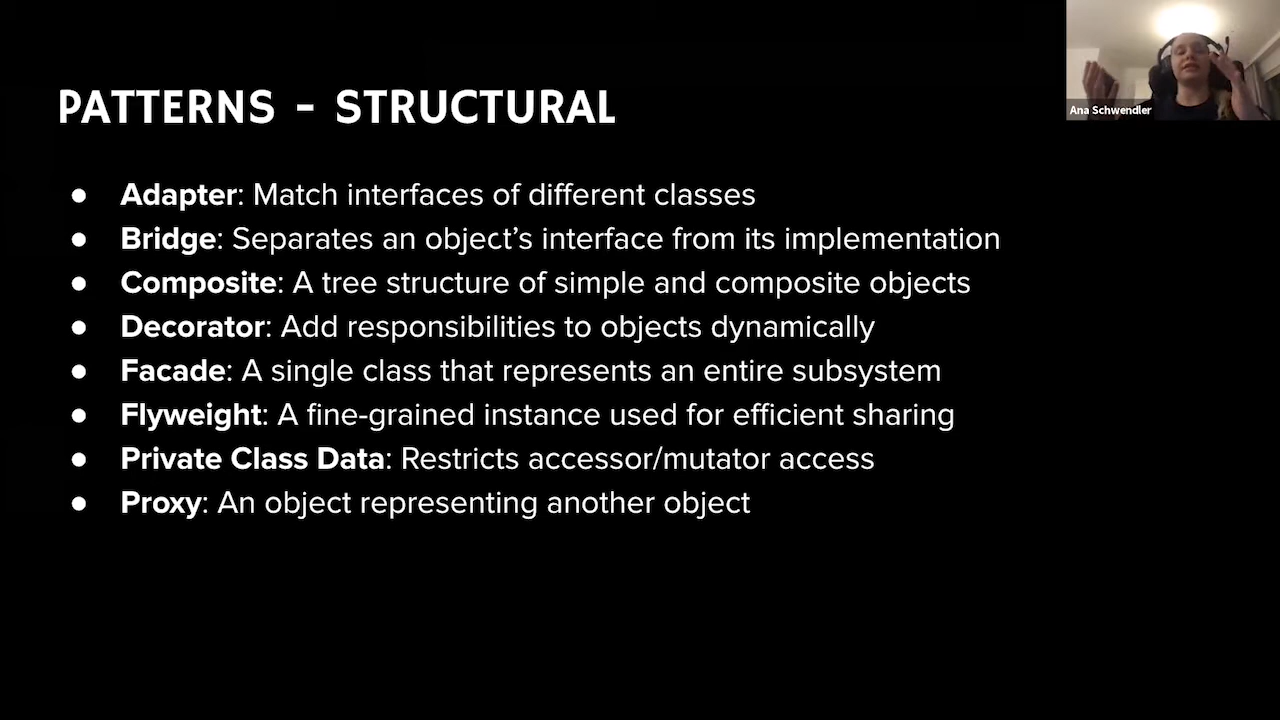 PATTERNS - STRUCTURAL
● Adapter: Match interfaces of different classes
● Bridge: Separates an object’s interface from its implementation
● Composite: A tree structure of simple and composite objects
● Decorator: Add responsibilities to objects dynamically
● Facade: A single class that represents an entire subsystem
● Flyweight: A fine-grained instance used for efficient sharing
● Private Class Data: Restricts accessor/mutator access
● Proxy: An object representing another object
Ana Schwendler